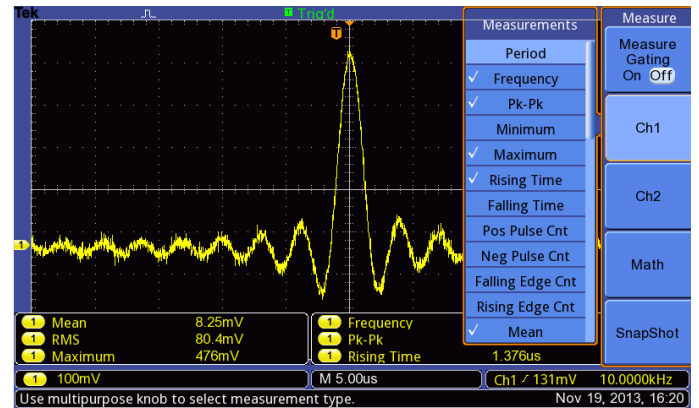 Tek
Trig'd
T
Measurements
Period
Frequency
Pk-Pk
Minimum
Maximum
Rising Time
Falling Time
Pos Pulse Cnt
Neg Pulse Cnt
Falling Edge Cnt
Rising Edge Cnt
Mean
Measure
Measure
Gating
On Off
Ch1
Ch2
Math
SnapShot
1
1 Mean 8.25mV
1 RMS 80.4mV
1 Maximum 476mV
1 Frequency
1 Pk-Pk
1 Rising Time 1.376us
1 100mV
M 5.00us
Ch1 131mV 10.0000kHz
Use multipurpose knob to select measurement type.
Nov 19, 2013, 16:20